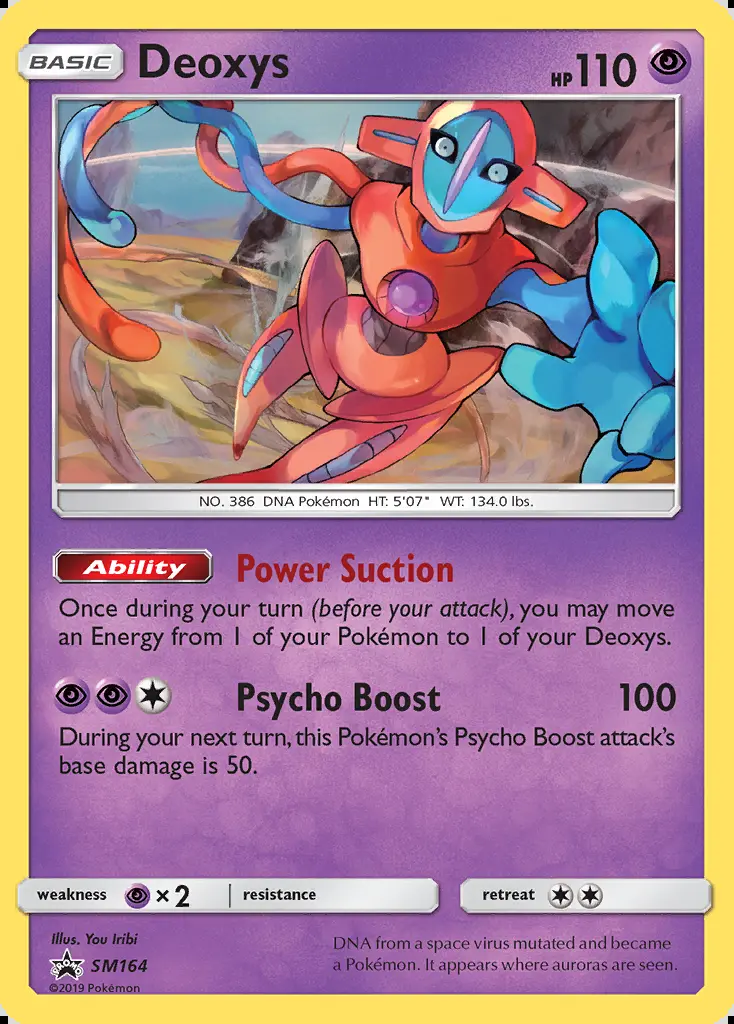 BASIC Deoxys HP 110
NO. 386 DNA Pokémon HT: 5'07" WT: 134.0 lbs.
Ability Power Suction
Once during your turn (before your attack), you may move
an Energy from 1 of your Pokémon to 1 of your Deoxys.
Psycho Boost 100
During your next turn, this Pokémon's Psycho Boost attack's
base damage is 50.
weakness × 2 resistance retreat
Illus. You Iribi
PROMO SM164
©2019 Pokémon
DNA from a space virus mutated and became
a Pokémon. It appears where auroras are seen.